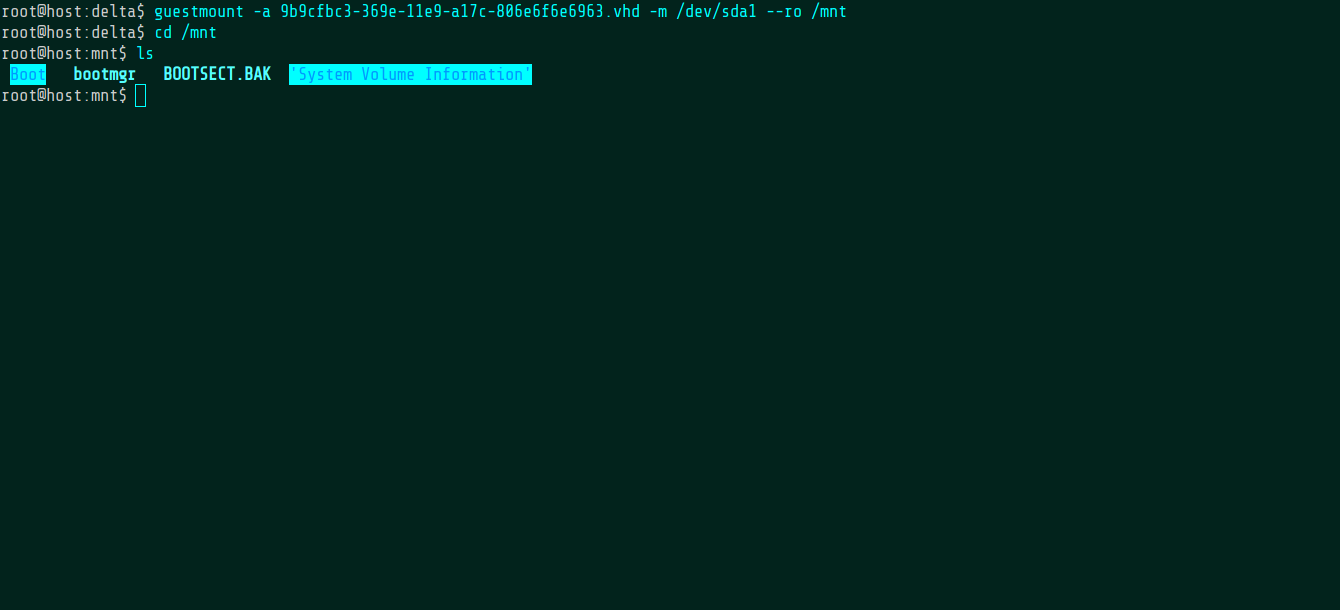 root@host:delta$ guestmount -a 9b9cfbc3-369e-11e9-a17c-806e6f6e6963.vhd -m /dev/sda1 --ro /mnt
root@host:delta$ cd /mnt
root@host:mnt$ ls
Boot bootmgr BOOTSECT.BAK 'System Volume Information'
root@host:mnt$